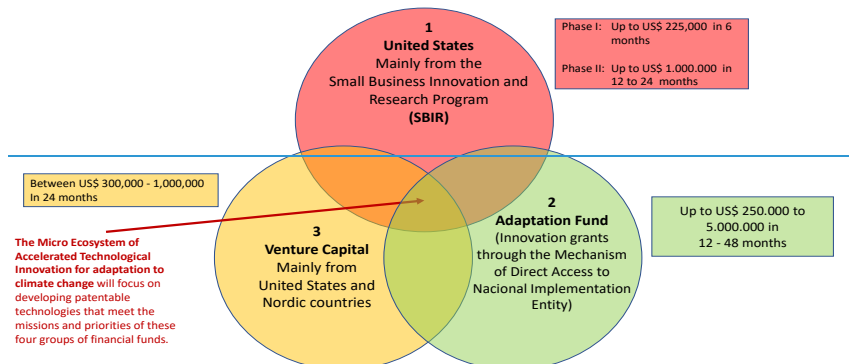 1
United States
Mainly from the
Small Business Innovation and
Research Program
(SBIR)
Phase I: Up to US$ 225,000 in 6
months
Phase II: Up to US$ 1.000.000 in
12 to 24 months
Between US$ 300,000 - 1,000,000
In 24 months
2
Adaptation Fund
(Innovation grants
through the Mechanism
of Direct Access to
Nacional Implementation
Entity)
Up to US$ 250.000 to
5.000.000 in
12 - 48 months
3
Venture Capital
Mainly from
United States and
Nordic countries
The Micro Ecosystem of
Accelerated Technological
Innovation for adaptation to
climate change will focus on
developing patentable
technologies that meet the
missions and priorities of these
four groups of financial funds.